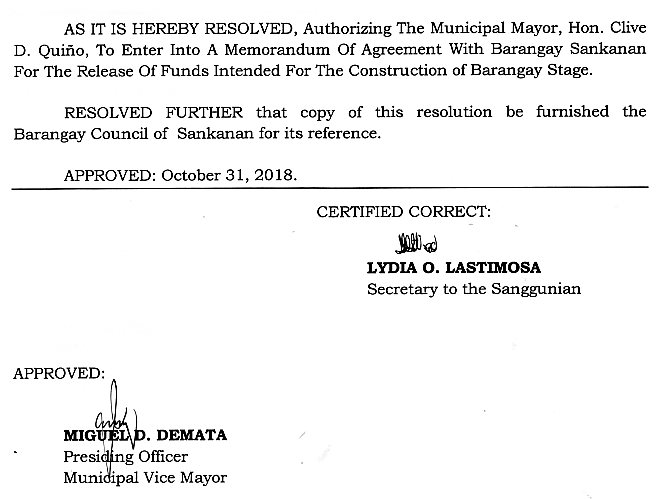 AS IT IS HEREBY RESOLVED, Authorizing The Municipal Mayor, Hon. Clive
D. Quiño, To Enter Into A Memorandum Of Agreement With Barangay Sankanan
For The Release Of Funds Intended For The Construction of Barangay Stage.
RESOLVED FURTHER that copy of this resolution be furnished the
Barangay Council of Sankanan for its reference.
APPROVED: October 31, 2018.
CERTIFIED CORRECT:
LYDIA O. LASTIMOSA
Secretary to the Sanggunian
APPROVED:
MIGUEL D. DEMATA
Presiding Officer
Municipal Vice Mayor